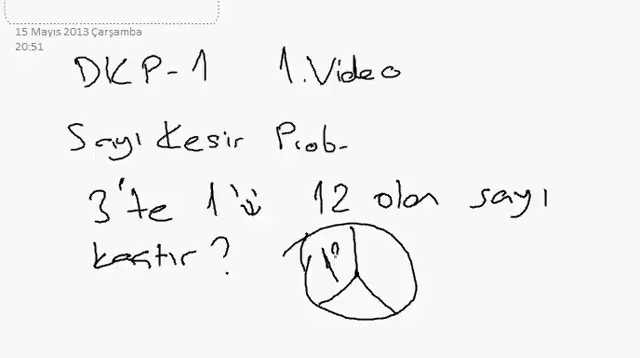 15 Mayıs 2013 Çarşamba
20:51
DKP-1 1.Video
Sayı Kesir Prob.
3'te 1'i 12 olan sayı
kaçtır?
12